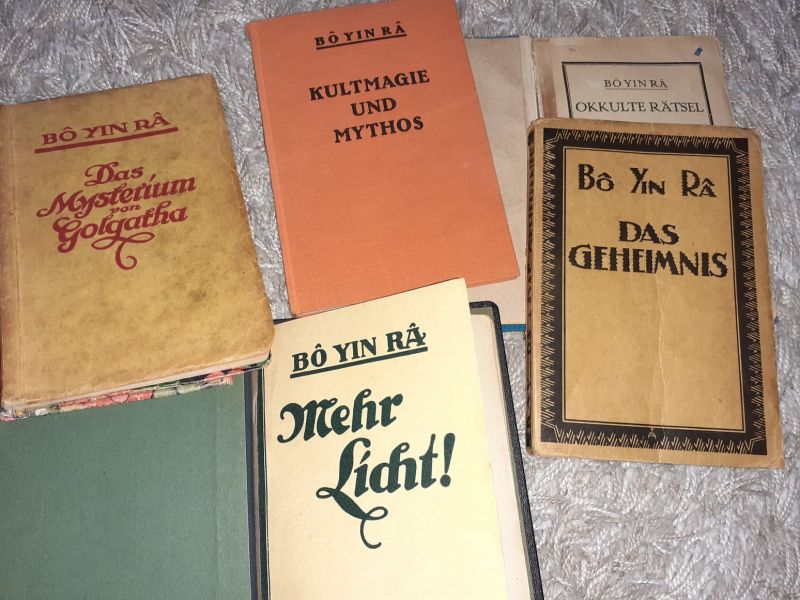 BÔ YIN RÂ
Das
Mysterium
von
Golgatha
BÔ YIN RÂ
KULTMAGIE
UND
MYTHOS
BÔ YIN RÂ
OKKULTE RÄTSEL
BÔ YIN RÂ
DAS
GEHEIMNIS
BÔ YIN RÂ
Mehr
Licht!